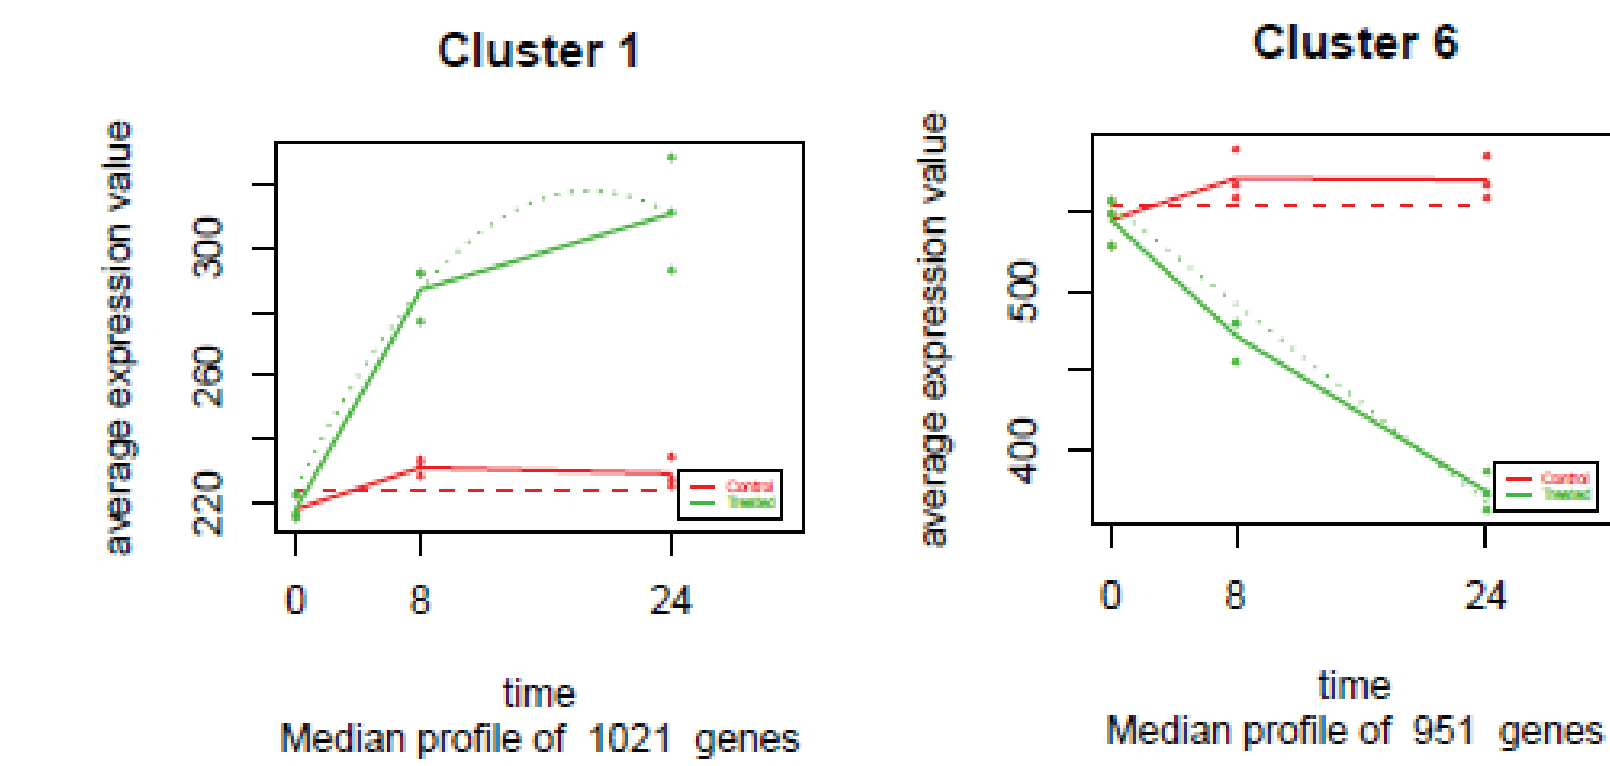 Cluster 1
average expression value
300
260
220
Control
Treated
0 8 24
time
Median profile of 1021 genes
Cluster 6
average expression value
500
400
Control
Treated
0 8 24
time
Median profile of 951 genes